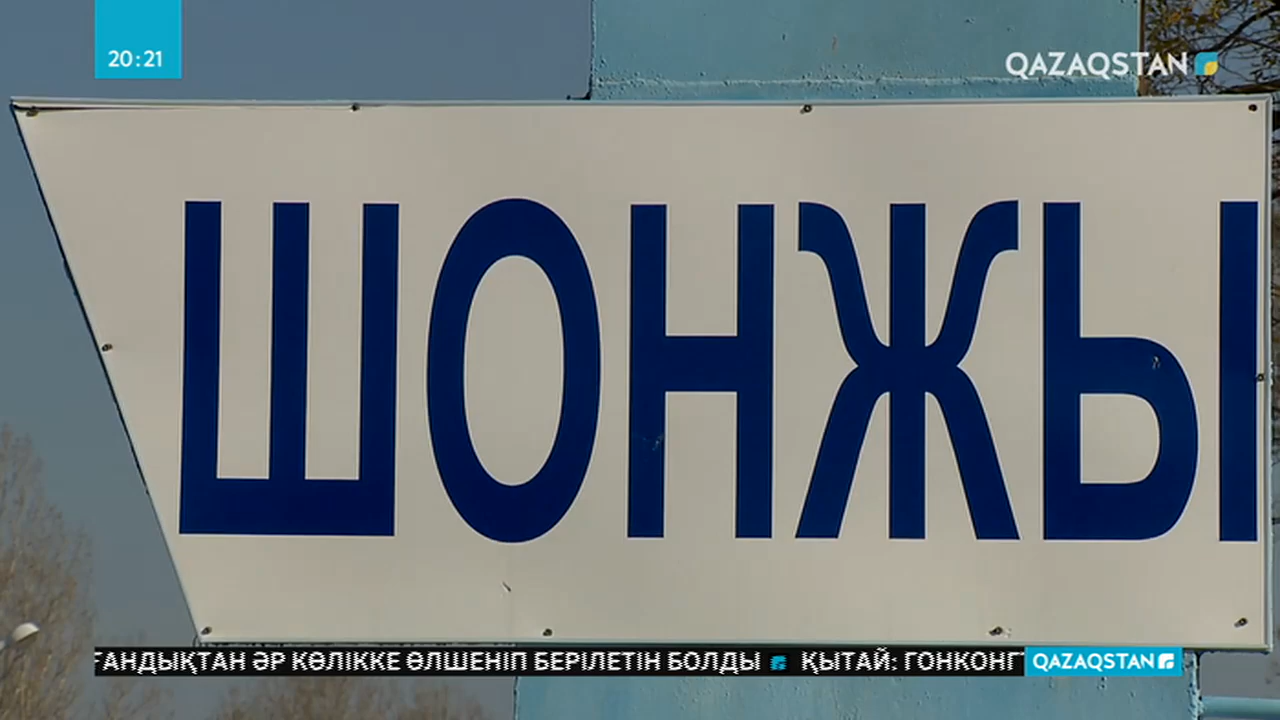 20:21
QAZAQSTAN
ШОНЖЫ
ҒАНДЫҚТАН ӘР КӨЛІККЕ ӨЛШЕНІП БЕРІЛЕТІН БОЛДЫ ҚЫТАЙ: ГОНКОНГ
QAZAQSTAN